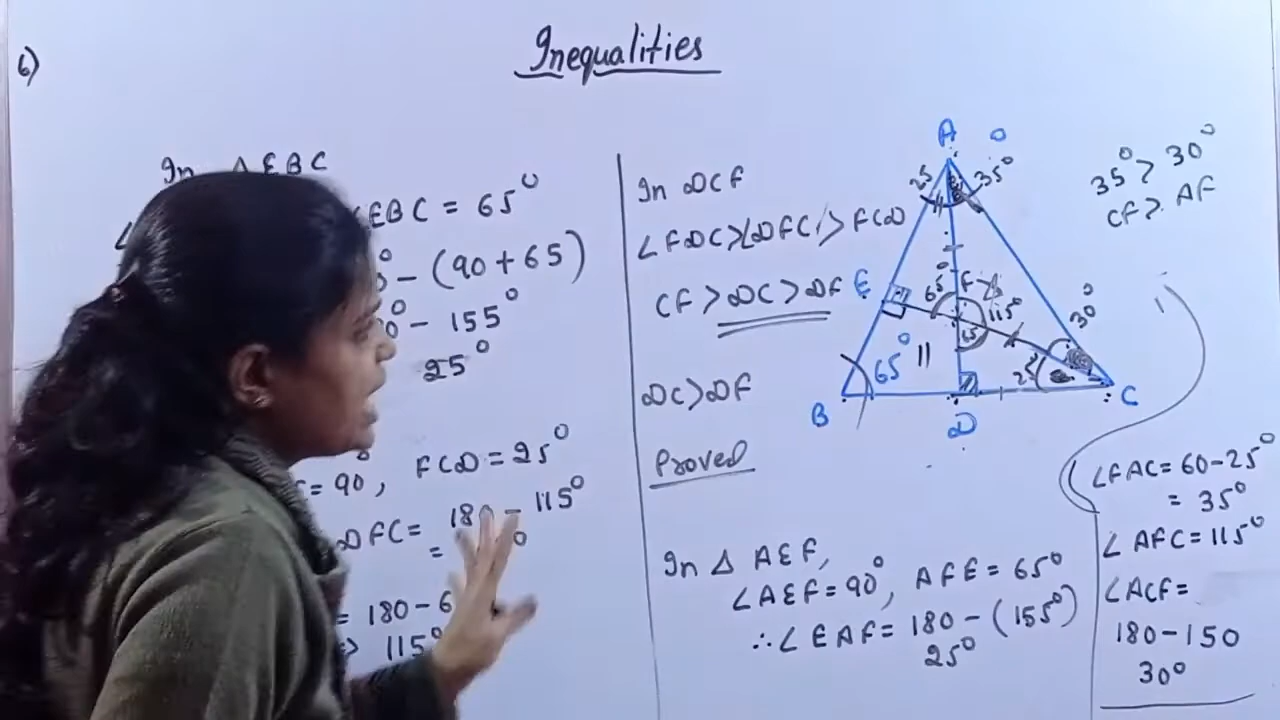 Inequalities
6)
In △ EBC
EBC = 65°
- (90+65)
- 155°
25°
= 90°, FCD = 25°
DFC = 180 - 115°
=
= 180-6
115°
In DCF
∠FDC > ∠DFC > FCD
CF > DC > DF
DC > DF
Proved
In △ AEF,
∠AEF = 90°, AFE = 65°
∴ ∠EAF = 180 - (155°)
25°
A
25
35°
E
65°
F
115°
65
30°
65°
B
D
C
35° > 30°
CF > AF
∠FAC = 60-25°
= 35°
∠AFC = 115°
∠ACF =
180-150
30°